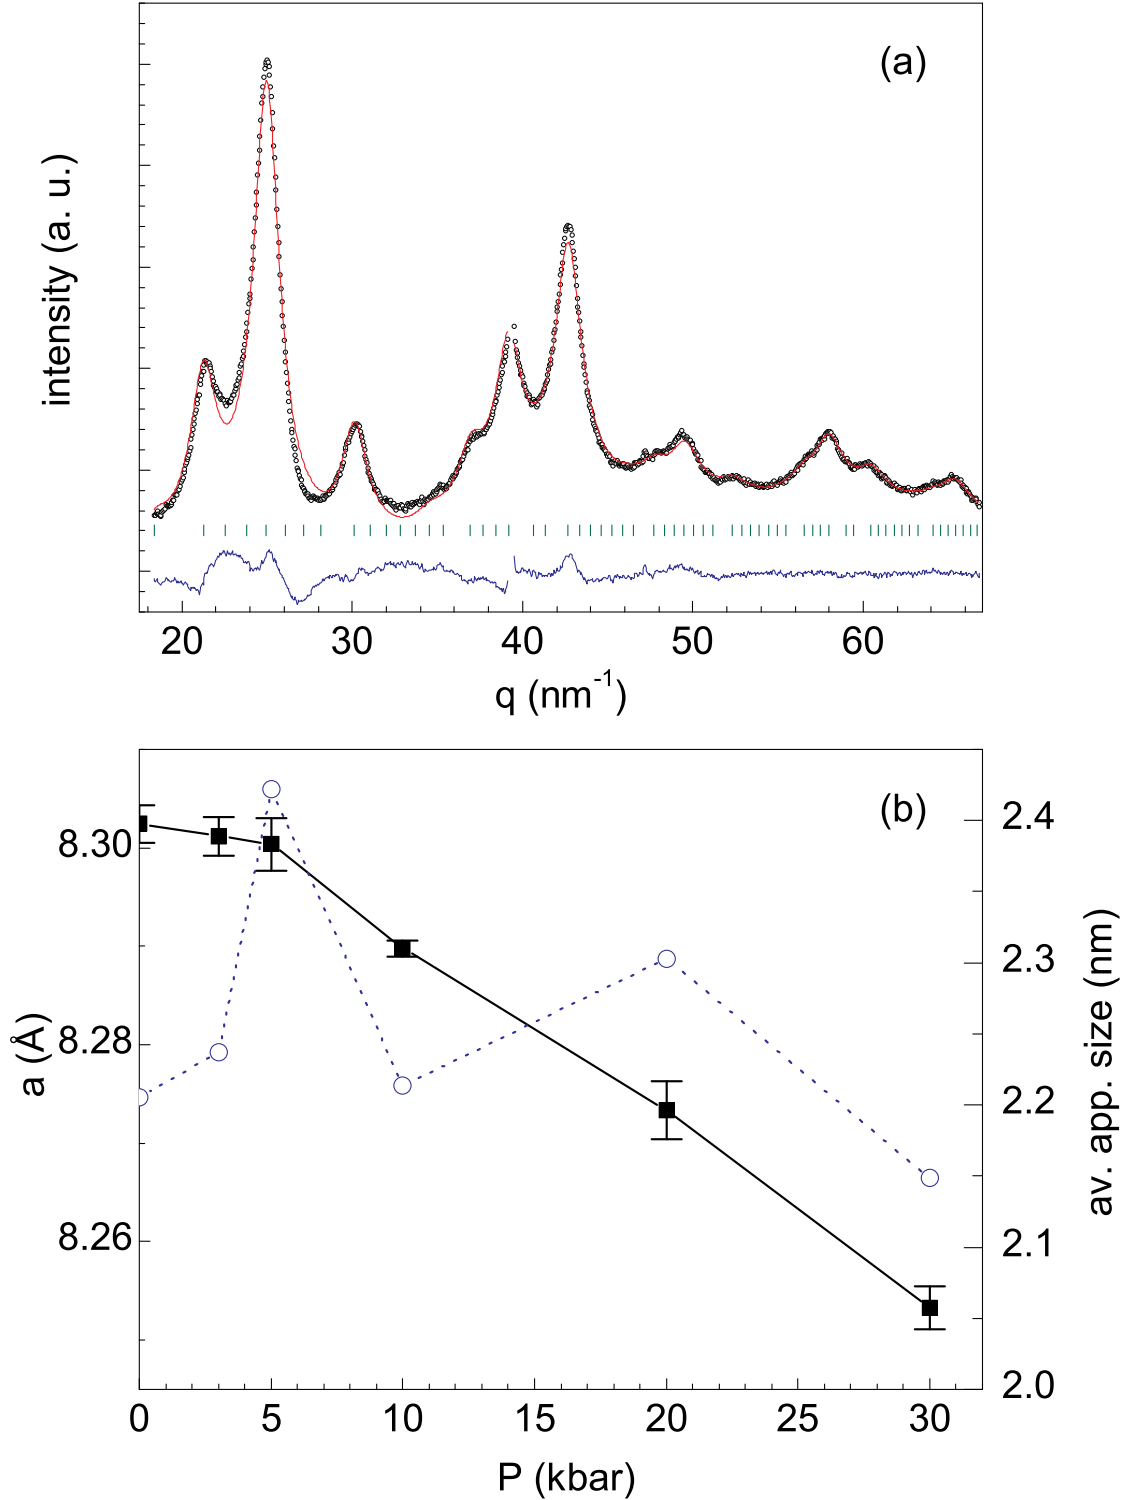 (a)
intensity (a. u.)
20 30 40 50 60
q (nm⁻¹)
(b)
8.30
8.28
8.26
a (Å)
2.4
2.3
2.2
2.1
2.0
av. app. size (nm)
0 5 10 15 20 25 30
P (kbar)